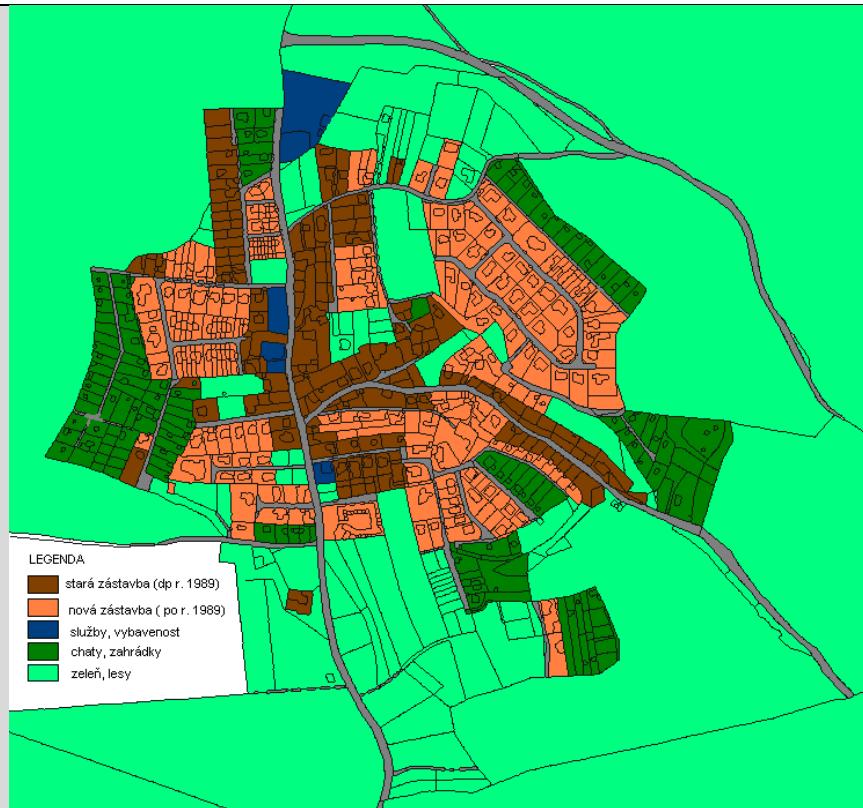 LEGENDA
stará zástavba (dp r. 1989)
nová zástavba ( po r. 1989)
služby, vybavenost
chaty, zahrádky
zeleň, lesy